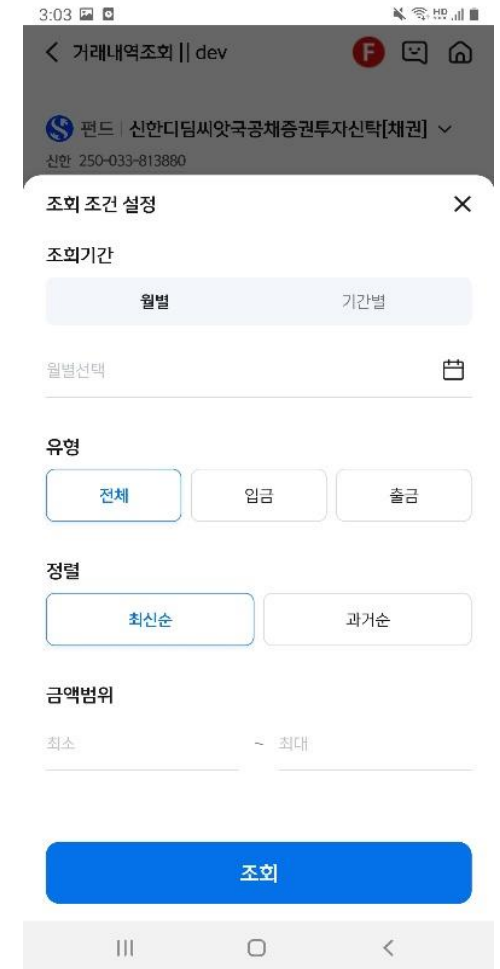 3:03
거래내역조회 || dev
F
펀드 | 신한디딤씨앗국공채증권투자신탁[채권]
신한 250-033-813880
조회 조건 설정
조회기간
월별 기간별
월별선택
유형
전체 입금 출금
정렬
최신순 과거순
금액범위
최소 ~ 최대
조회